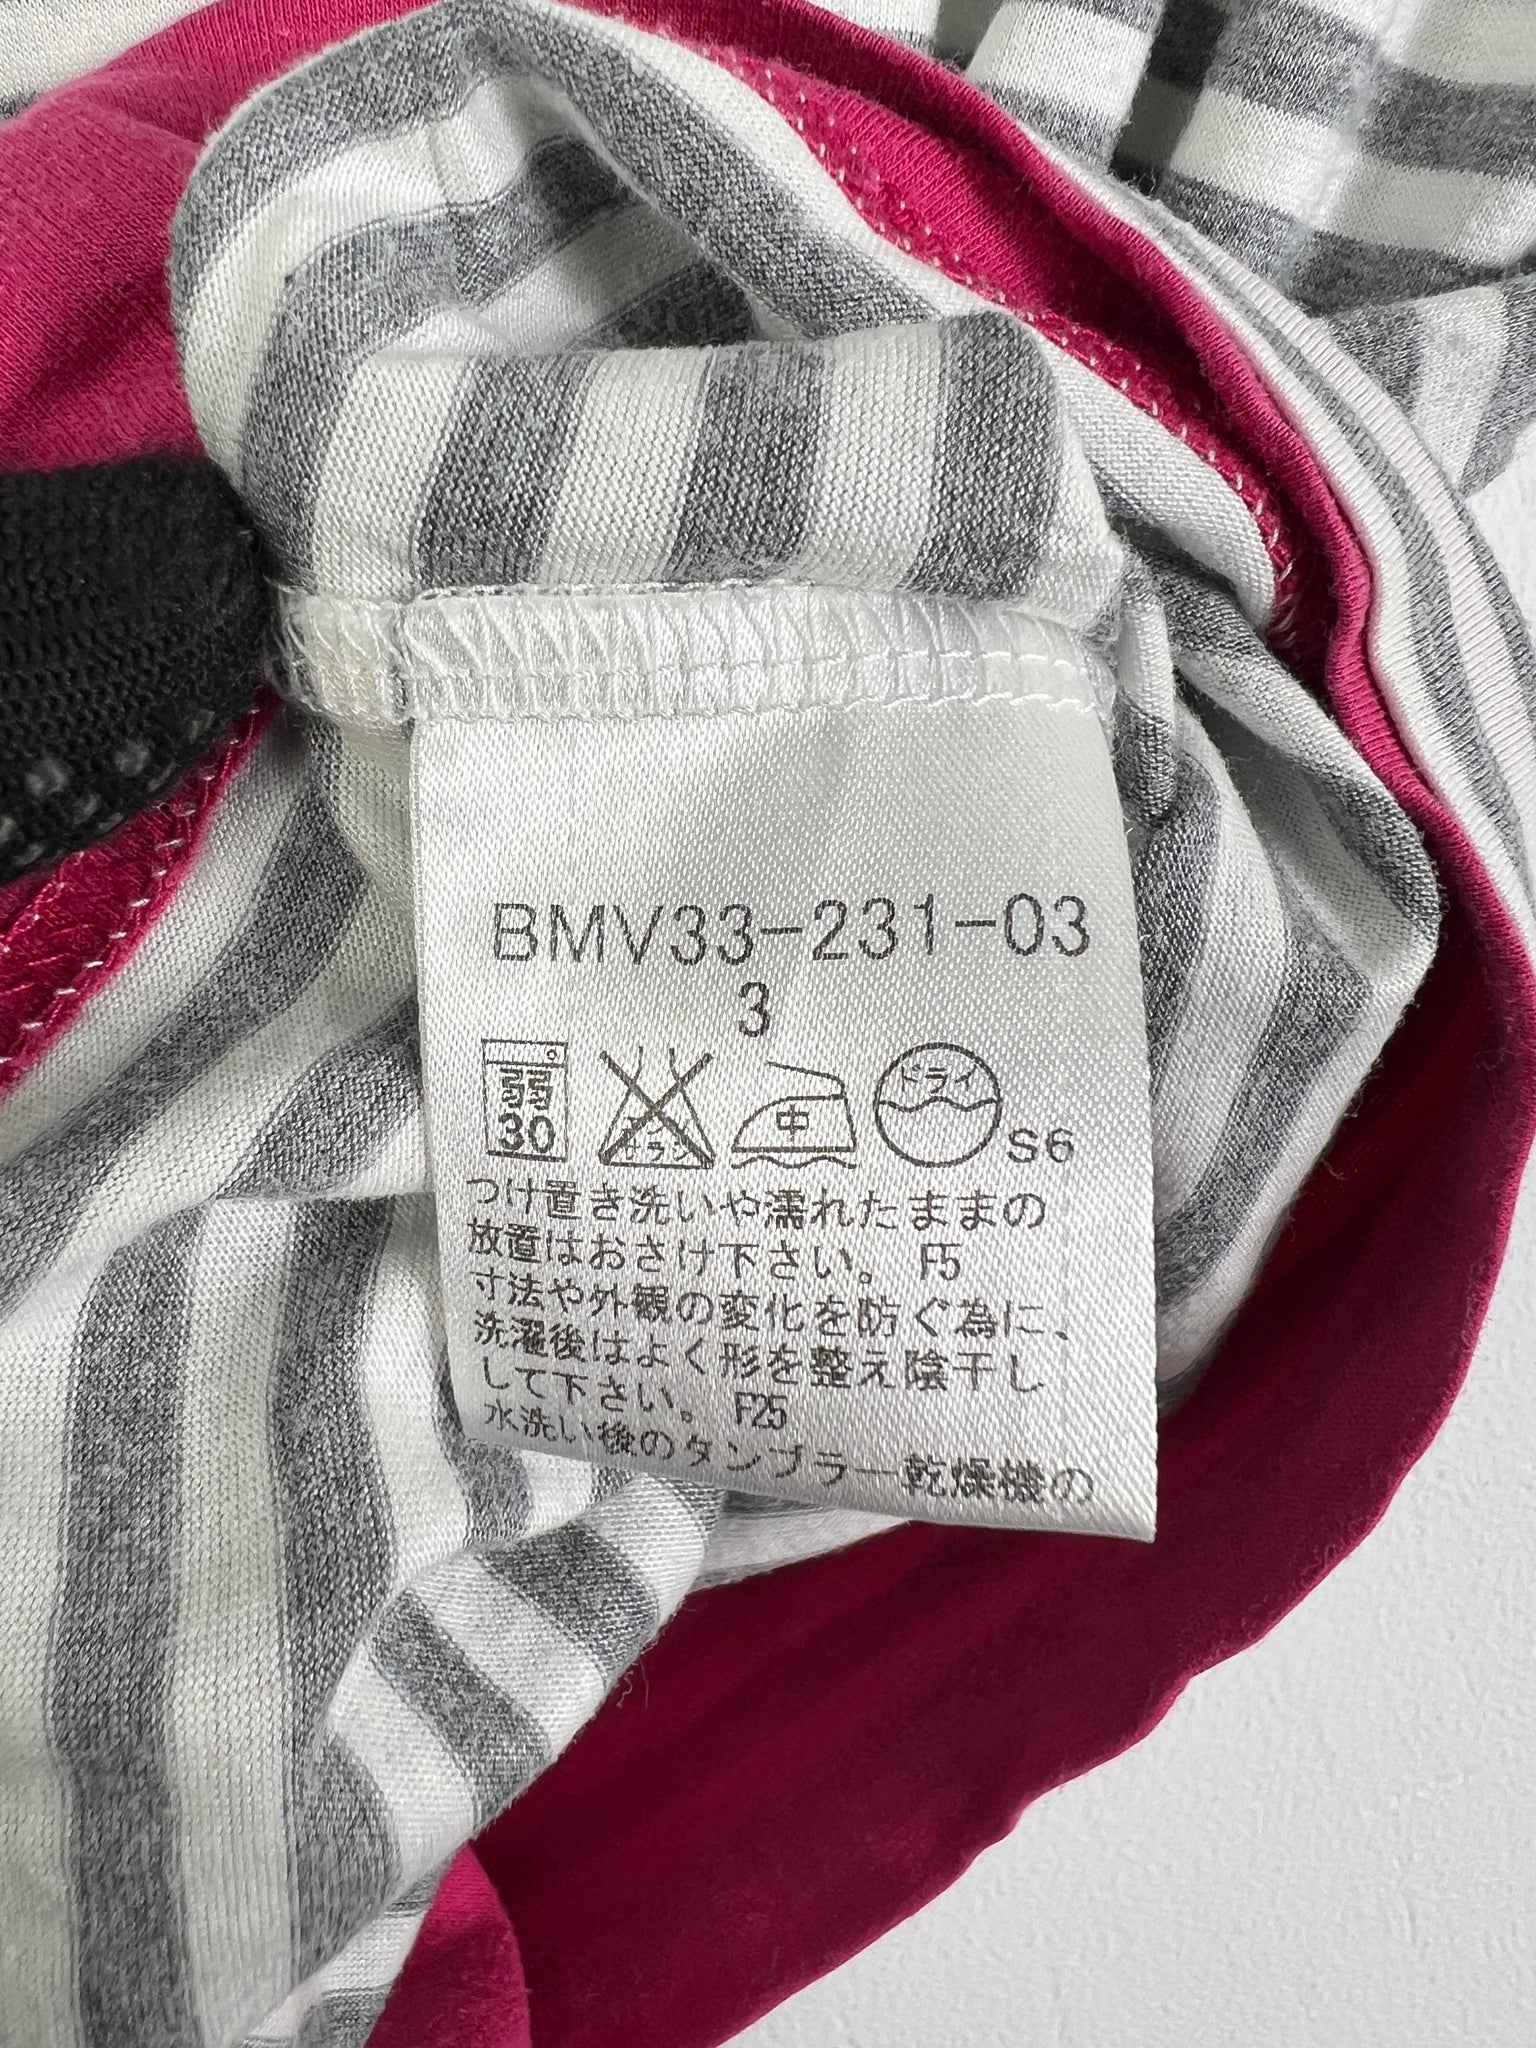 BMV33-231-03
3
弱
30
中
ドライ
S6
つけ置き洗いや濡れたままの
放置はおさけ下さい。 F5
寸法や外観の変化を防ぐ為に、
洗濯後はよく形を整え陰干し
して下さい。 F25
水洗い後のタンブラー乾燥機の